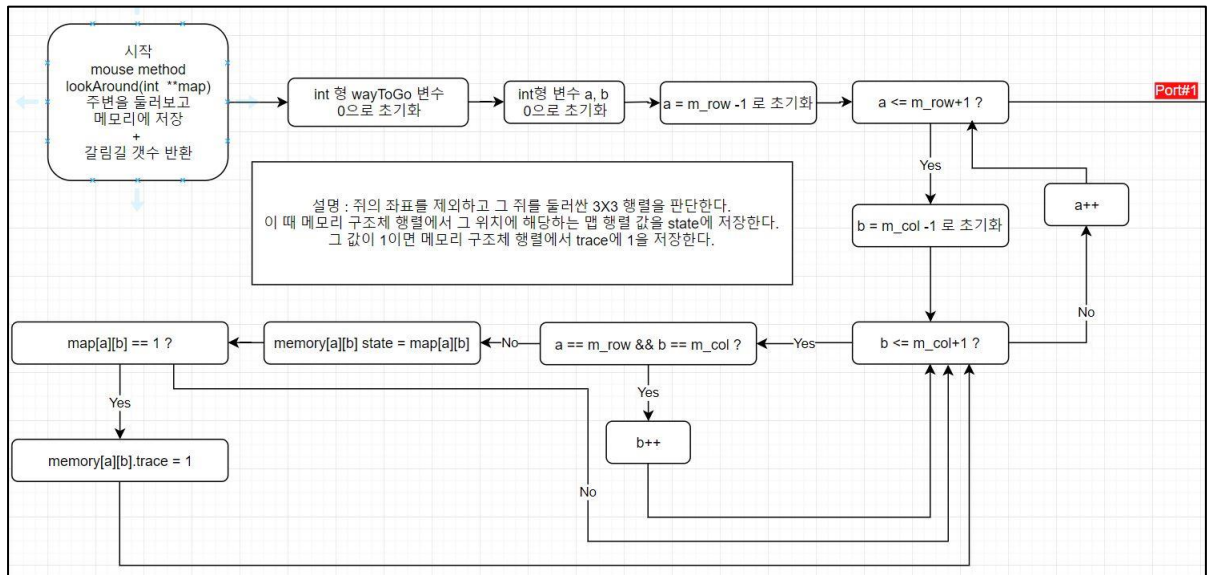 시작
mouse method
lookAround(int **map)
주변을 둘러보고
메모리에 저장
+
갈림길 갯수 반환
int 형 wayToGo 변수
0으로 초기화
int형 변수 a, b
0으로 초기화
a = m_row -1 로 초기화
a <= m_row+1 ?
Port#1
Yes
a++
b = m_col -1 로 초기화
설명 : 쥐의 좌표를 제외하고 그 쥐를 둘러싼 3X3 행렬을 판단한다.
이 때 메모리 구조체 행렬에서 그 위치에 해당하는 맵 행렬 값을 state에 저장한다.
그 값이 1이면 메모리 구조체 행렬에서 trace에 1을 저장한다.
No
map[a][b] == 1 ?
memory[a][b] state = map[a][b]
No
a == m_row && b == m_col ?
Yes
b <= m_col+1 ?
Yes
Yes
memory[a][b].trace = 1
b++
No